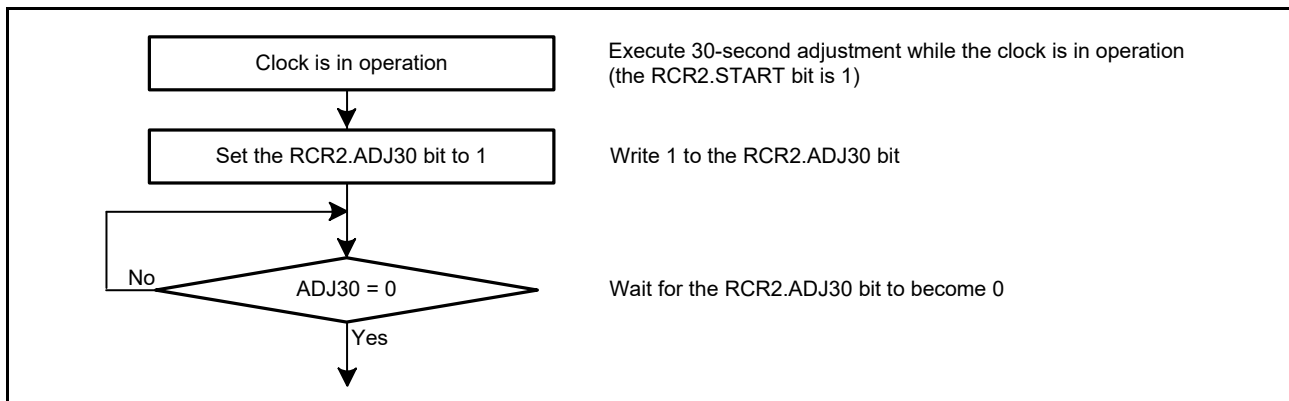 Clock is in operation
Execute 30-second adjustment while the clock is in operation
(the RCR2.START bit is 1)
Set the RCR2.ADJ30 bit to 1
Write 1 to the RCR2.ADJ30 bit
No
ADJ30 = 0
Wait for the RCR2.ADJ30 bit to become 0
Yes